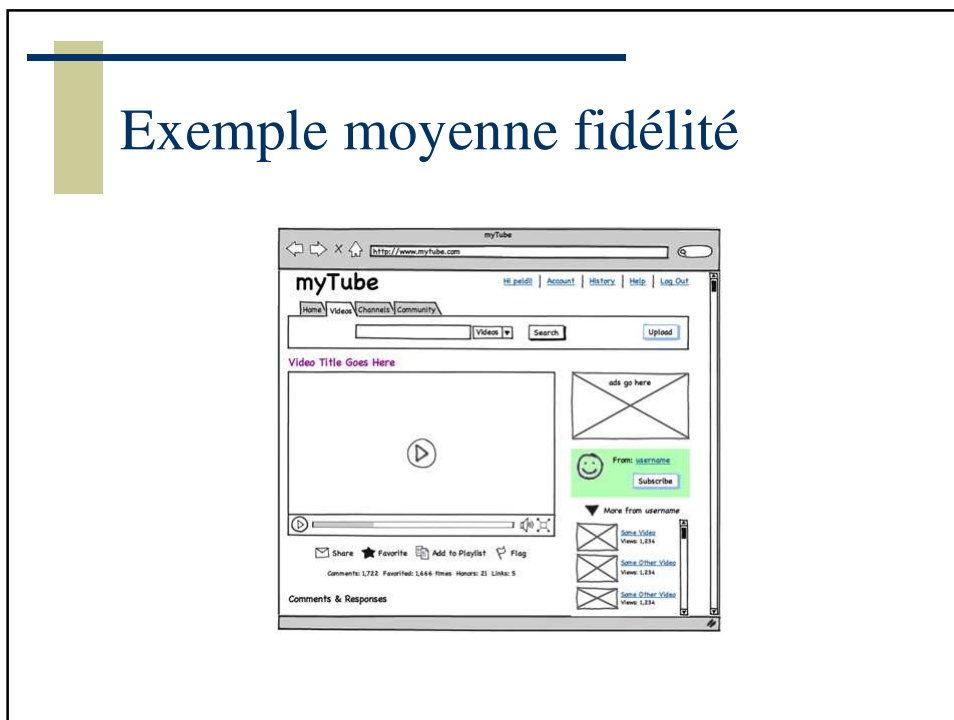 Exemple moyenne fidélité
myTube
http://www.mytube.com
myTube
Hi peldi! | Account | History | Help | Log Out
Home Videos Channels Community
Videos Search Upload
Video Title Goes Here
ads go here
From: username
Subscribe
More from username
Some Video
Views: 1,234
Some Other Video
Views: 1,234
Some Other Video
Views: 1,234
Share Favorite Add to Playlist Flag
Comments: 1,722 Favorited: 1,666 times Honors: 21 Links: 5
Comments & Responses